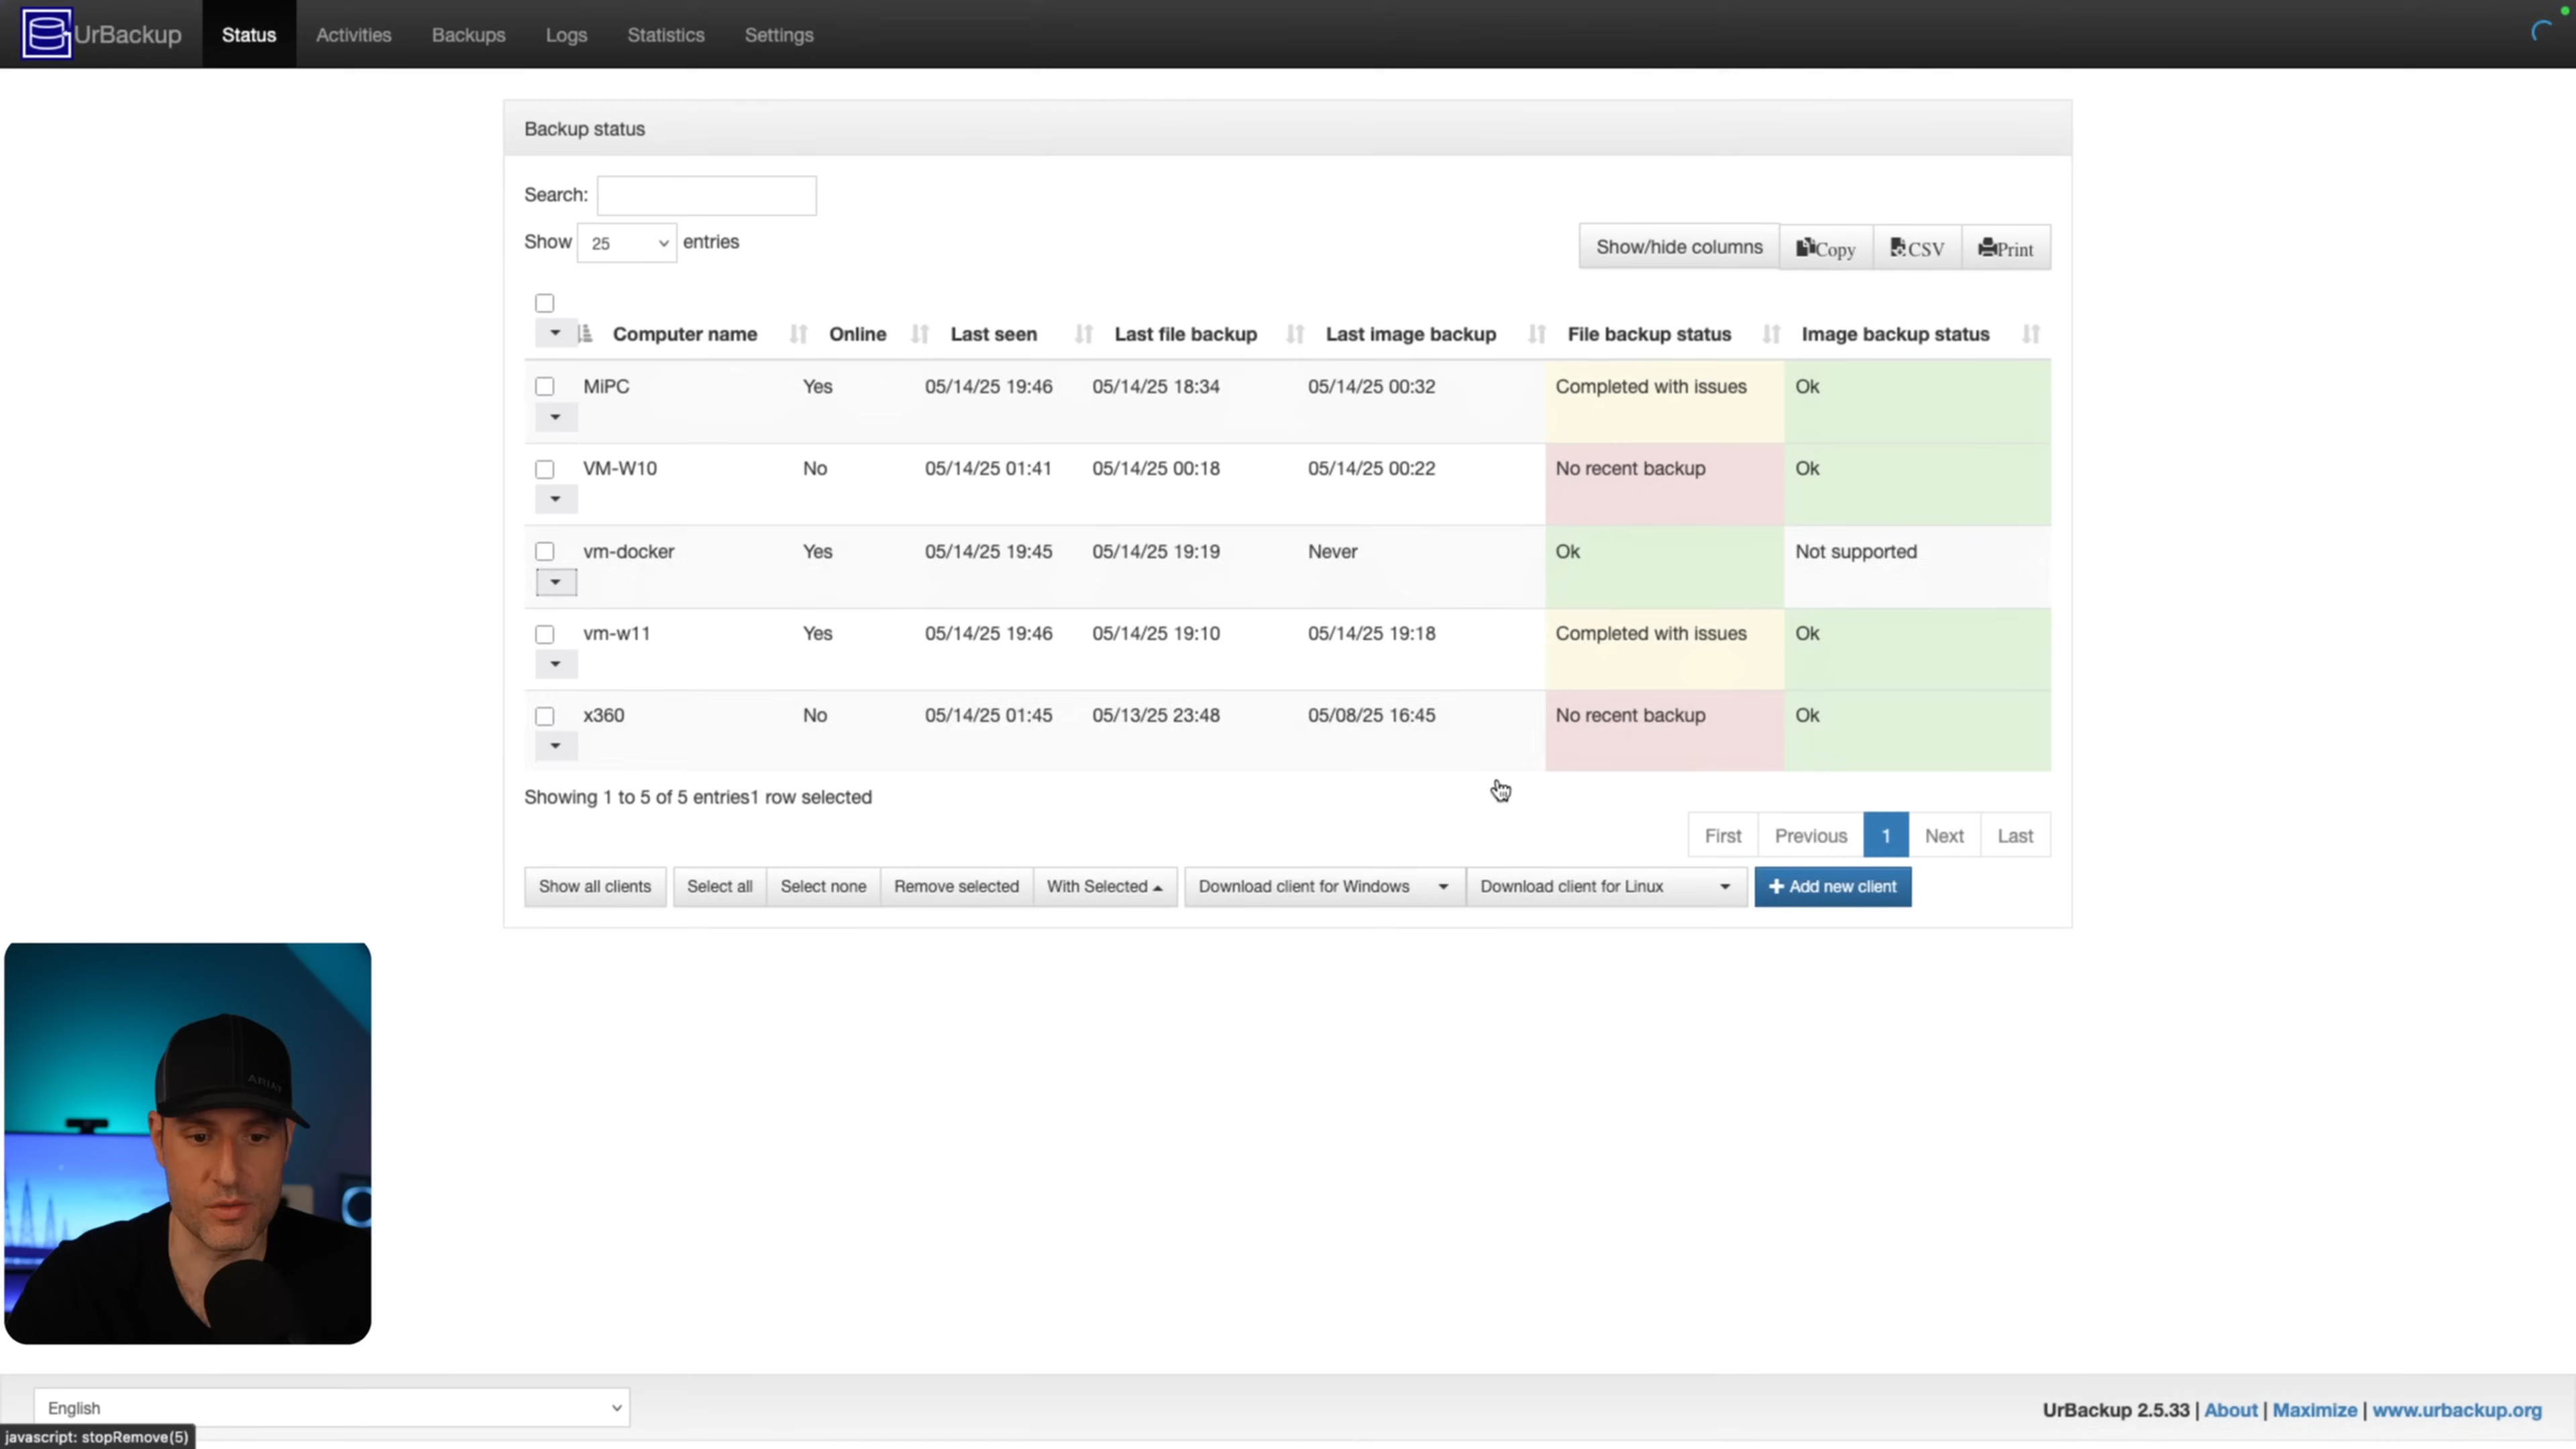 UrBackup Status Activities Backups Logs Statistics Settings
Backup status
Search:
Show 25 entries
Show/hide columns Copy CSV Print
Computer name Online Last seen Last file backup Last image backup File backup status Image backup status
MiPC Yes 05/14/25 19:46 05/14/25 18:34 05/14/25 00:32 Completed with issues Ok
VM-W10 No 05/14/25 01:41 05/14/25 00:18 05/14/25 00:22 No recent backup Ok
vm-docker Yes 05/14/25 19:45 05/14/25 19:19 Never Ok Not supported
vm-w11 Yes 05/14/25 19:46 05/14/25 19:10 05/14/25 19:18 Completed with issues Ok
x360 No 05/14/25 01:45 05/13/25 23:48 05/08/25 16:45 No recent backup Ok
Showing 1 to 5 of 5 entries1 row selected
First Previous 1 Next Last
Show all clients Select all Select none Remove selected With Selected Download client for Windows Download client for Linux + Add new client
ARIAT
English
UrBackup 2.5.33 | About | Maximize | www.urbackup.org
javascript: stopRemove(5)